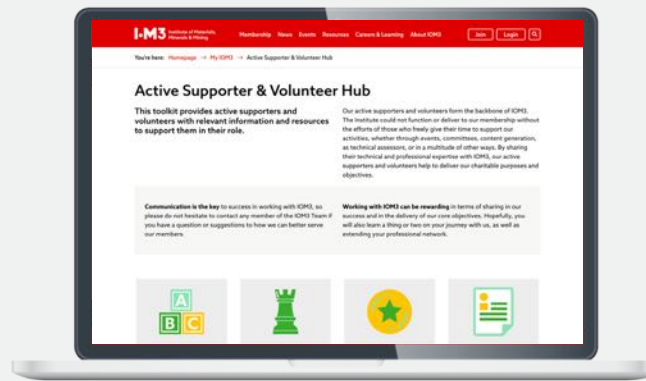 I·M3 Institute of Materials,
Minerals & Mining
Membership News Events Resources Careers & Learning About IOM3
Join Login
You're here: Homepage → My IOM3 → Active Supporter & Volunteer Hub
Active Supporter & Volunteer Hub
This toolkit provides active supporters and
volunteers with relevant information and resources
to support them in their role.
Our active supporters and volunteers form the backbone of IOM3.
The Institute could not function or deliver to our membership without
the efforts of those who freely give their time to support our
activities, whether through events, committees, content generation,
as technical assessors, or in a multitude of other ways. By sharing
their technical and professional expertise with IOM3, our active
supporters and volunteers help to deliver our charitable purposes and
objectives.
Communication is the key to success in working with IOM3, so
please do not hesitate to contact any member of the IOM3 Team if
you have a question or suggestions to how we can better serve
our members.
Working with IOM3 can be rewarding in terms of sharing in our
success and in the delivery of our core objectives. Hopefully, you
will also learn a thing or two on your journey with us, as well as
extending your professional network.
A
B C